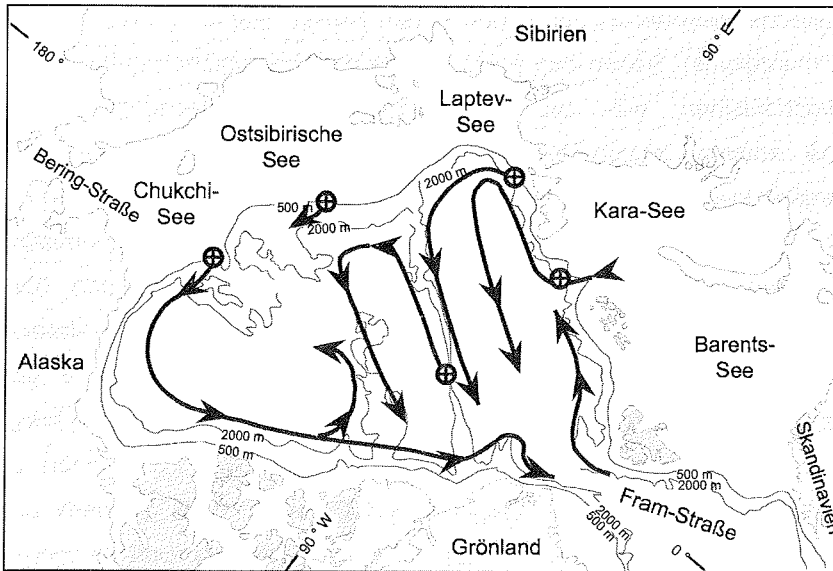 180°
Sibirien
90° E
Laptev-
See
Ostsibirische
See
Bering-Straße
Chukchi-
See
500 m
2000 m
2000 m
Kara-See
Alaska
Barents-
See
2000 m
500 m
500 m
2000 m
Skandinavien
Fram-Straße
2000 m
500 m
90° W
Grönland
0°